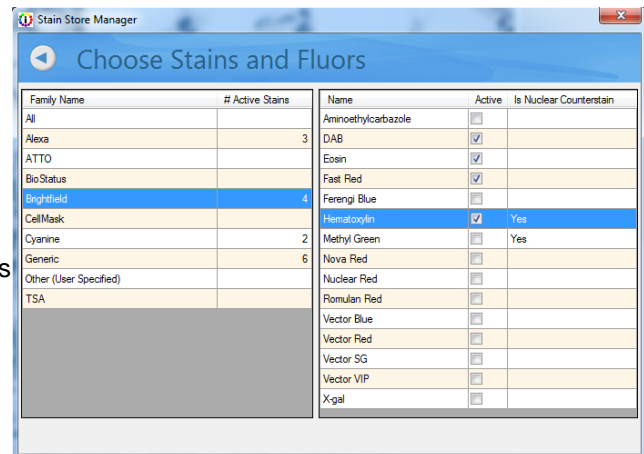 Stain Store Manager
x
Choose Stains and Fluors
Family Name # Active Stains
All
Alexa 3
ATTO
BioStatus
Brightfield 4
CellMask
Cyanine 2
Generic 6
Other (User Specified)
TSA
Name Active Is Nuclear Counterstain
Aminoethylcarbazole
DAB
Eosin
Fast Red
Ferengi Blue
Hematoxylin Yes
Methyl Green Yes
Nova Red
Nuclear Red
Romulan Red
Vector Blue
Vector Red
Vector SG
Vector VIP
X-gal
s